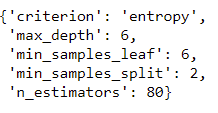 {'criterion': 'entropy',
'max_depth': 6,
'min_samples_leaf': 6,
'min_samples_split': 2,
'n_estimators': 80}